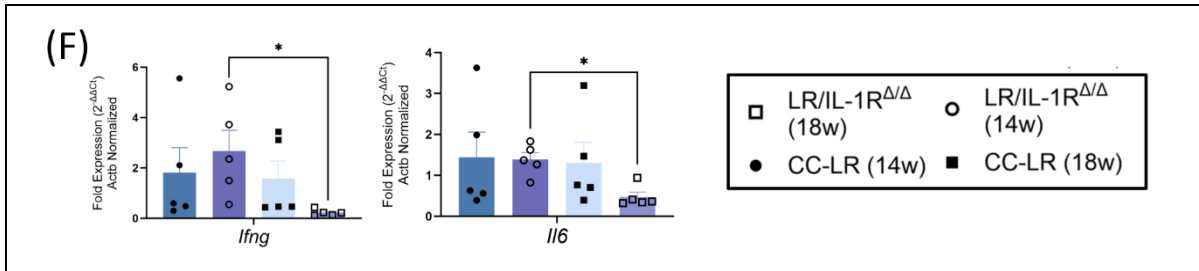 (F)
Fold Expression (2^-ΔΔCt)
Actb Normalized
6
4
2
0
*
Ifng
Fold Expression (2^-ΔΔCt)
Actb Normalized
4
3
2
1
0
*
Il6
LR/IL-1R^Δ/Δ
(18w)
LR/IL-1R^Δ/Δ
(14w)
CC-LR (14w)
CC-LR (18w)